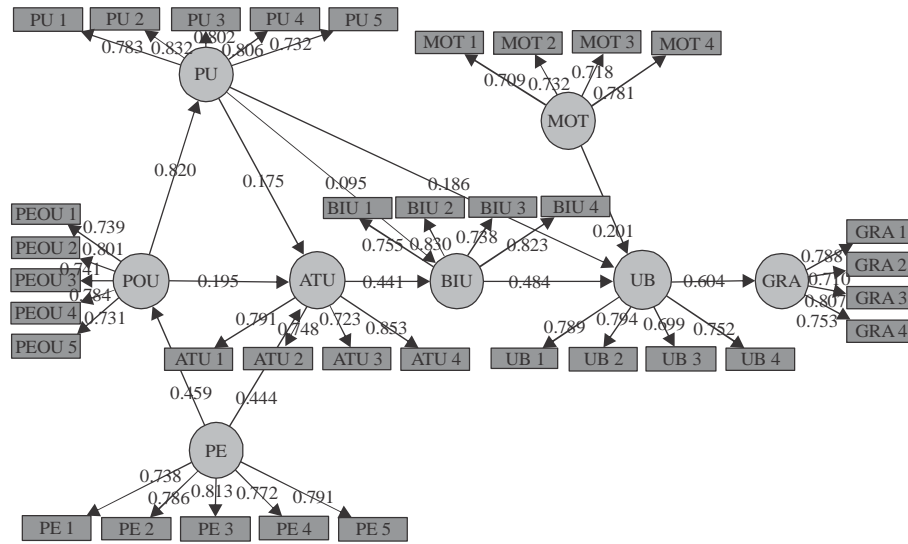 PU 1 PU 2 PU 3 PU 4 PU 5
0.783 0.832 0.802 0.806 0.732
PU
MOT 1 MOT 2 MOT 3 MOT 4
0.709 0.732 0.718 0.781
MOT
0.820 0.175 0.095 0.186 0.201
BIU 1 BIU 2 BIU 3 BIU 4
0.755 0.830 0.738 0.823
PEOU 1
PEOU 2
PEOU 3
PEOU 4
PEOU 5
0.739
0.801
0.741
0.784
0.731
POU 0.195 ATU 0.441 BIU 0.484 UB 0.604 GRA
GRA 1
GRA 2
GRA 3
GRA 4
0.788
0.710
0.807
0.753
0.791 0.748 0.723 0.853
ATU 1 ATU 2 ATU 3 ATU 4
0.789 0.794 0.699 0.752
UB 1 UB 2 UB 3 UB 4
0.459 0.444
PE
0.738 0.786 0.813 0.772 0.791
PE 1 PE 2 PE 3 PE 4 PE 5